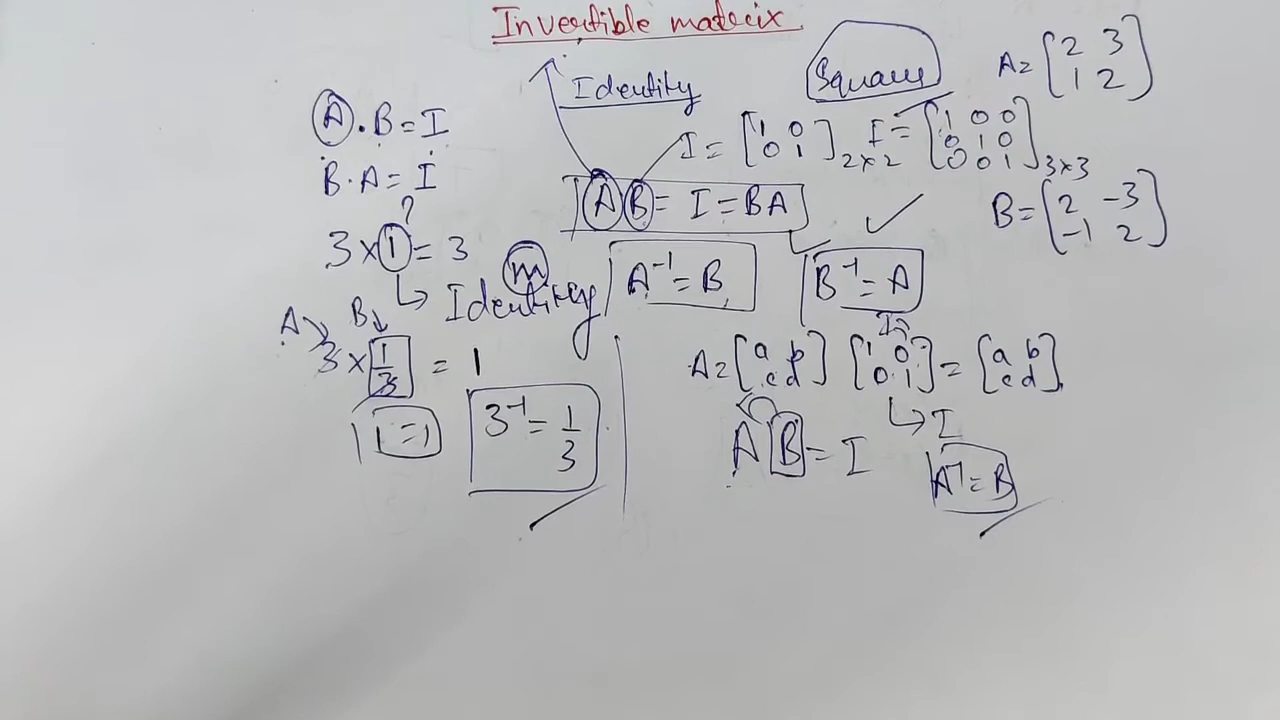 Invertible matrix
Identity
Square
A = [2 3
1 2]
A . B = I
B . A = I
I = [1 0
0 1] 2×2
I = [1 0 0
0 1 0
0 0 1] 3×3
AB = I = BA
B = [2 -3
-1 2]
?
3 × 1 = 3
m
Identity
A⁻¹ = B
B⁻¹ = A
A B
3 × 1/3 = 1
1 = 1
3⁻¹ = 1/3
A = [a b
c d] [1 0
0 1] = [a b
c d]
I
A B = I
A⁻¹ = B